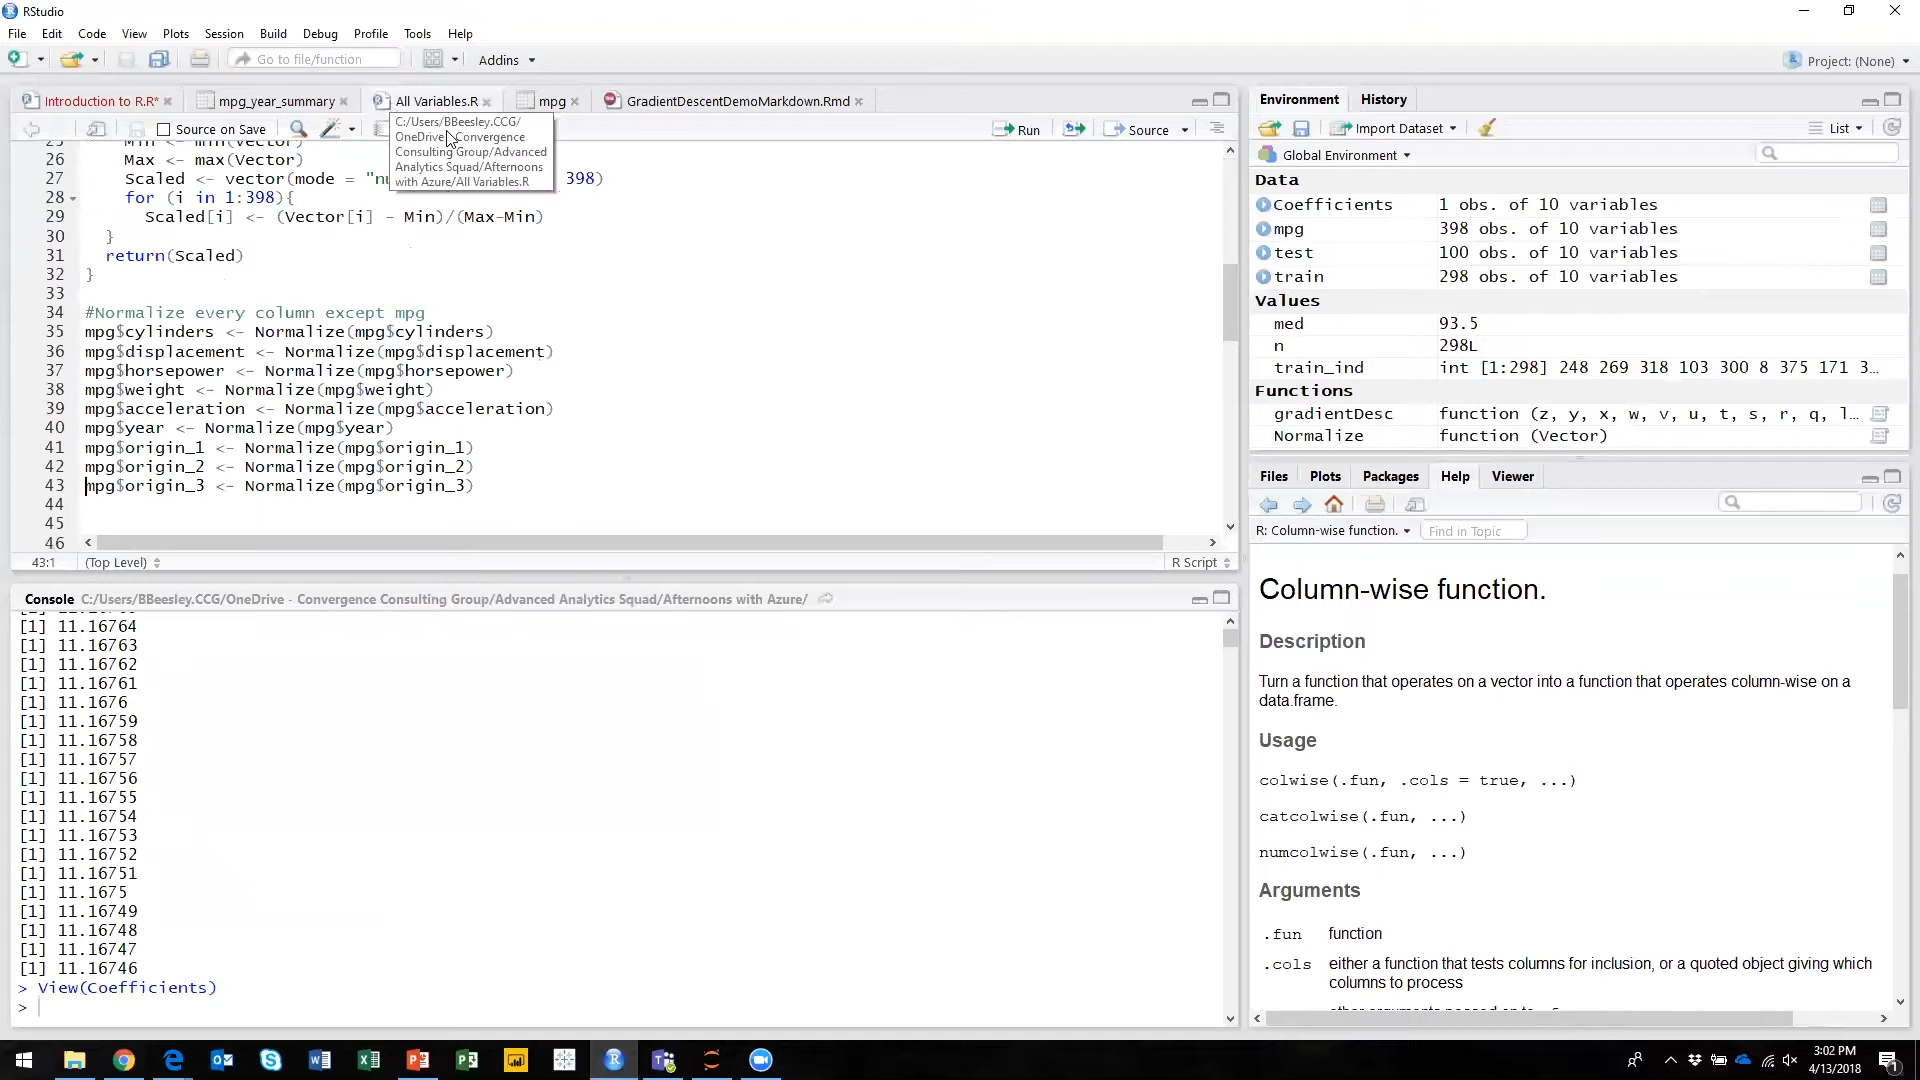 RStudio
File Edit Code View Plots Session Build Debug Profile Tools Help
Go to file/function Addins Project: (None)
Introduction to R.R* mpg_year_summary All Variables.R mpg GradientDescentDemoMarkdown.Rmd
Source on Save Run Source
C:/Users/BBeesley.CCG/
OneDrive - Convergence
Consulting Group/Advanced
Analytics Squad/Afternoons
with Azure/All Variables.R
25 Min <- min(Vector)
26 Max <- max(Vector)
27 Scaled <- vector(mode = "nu 398)
28 for (i in 1:398){
29 Scaled[i] <- (Vector[i] - Min)/(Max-Min)
30 }
31 return(Scaled)
32 }
33
34 #Normalize every column except mpg
35 mpg$cylinders <- Normalize(mpg$cylinders)
36 mpg$displacement <- Normalize(mpg$displacement)
37 mpg$horsepower <- Normalize(mpg$horsepower)
38 mpg$weight <- Normalize(mpg$weight)
39 mpg$acceleration <- Normalize(mpg$acceleration)
40 mpg$year <- Normalize(mpg$year)
41 mpg$origin_1 <- Normalize(mpg$origin_1)
42 mpg$origin_2 <- Normalize(mpg$origin_2)
43 mpg$origin_3 <- Normalize(mpg$origin_3)
44
45
46
43:1 (Top Level) R Script
Console C:/Users/BBeesley.CCG/OneDrive - Convergence Consulting Group/Advanced Analytics Squad/Afternoons with Azure/
[1] 11.16764
[1] 11.16763
[1] 11.16762
[1] 11.16761
[1] 11.1676
[1] 11.16759
[1] 11.16758
[1] 11.16757
[1] 11.16756
[1] 11.16755
[1] 11.16754
[1] 11.16753
[1] 11.16752
[1] 11.16751
[1] 11.1675
[1] 11.16749
[1] 11.16748
[1] 11.16747
[1] 11.16746
> View(Coefficients)
>
Environment History
Import Dataset List
Global Environment
Data
Coefficients 1 obs. of 10 variables
mpg 398 obs. of 10 variables
test 100 obs. of 10 variables
train 298 obs. of 10 variables
Values
med 93.5
n 298L
train_ind int [1:298] 248 269 318 103 300 8 375 171 3…
Functions
gradientDesc function (z, y, x, w, v, u, t, s, r, q, l…
Normalize function (Vector)
Files Plots Packages Help Viewer
R: Column-wise function. Find in Topic
Column-wise function.
Description
Turn a function that operates on a vector into a function that operates column-wise on a
data.frame.
Usage
colwise(.fun, .cols = true, ...)
catcolwise(.fun, ...)
numcolwise(.fun, ...)
Arguments
.fun function
.cols either a function that tests columns for inclusion, or a quoted object giving which
columns to process
3:02 PM
4/13/2018